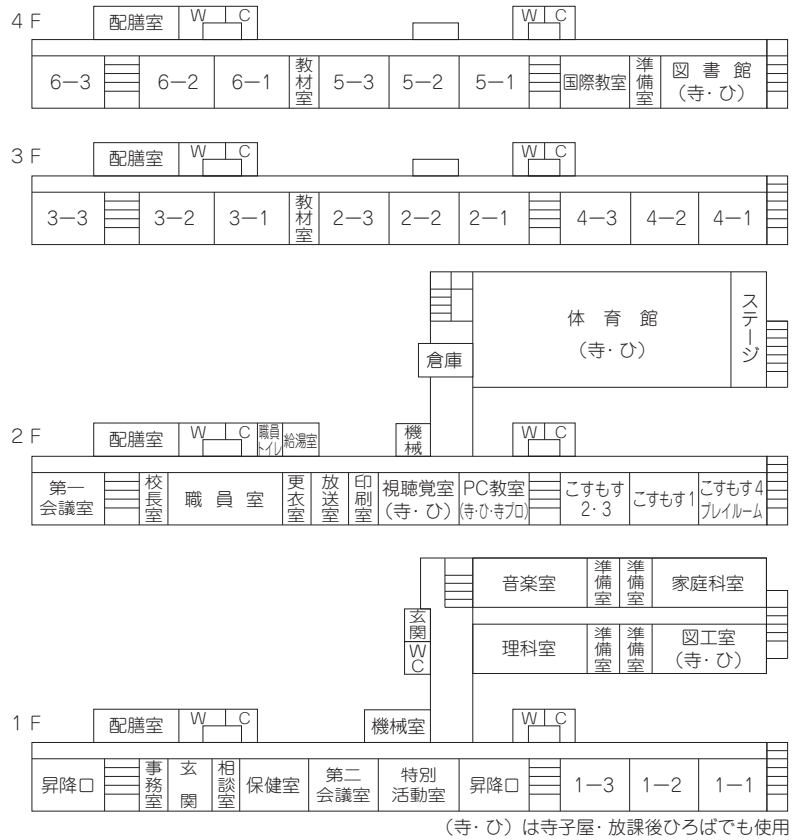 4F
配膳室 W C W C
6−3 6−2 6−1 教材室 5−3 5−2 5−1 国際教室 準備室 図書館
(寺・ひ)
3F
配膳室 W C W C
3−3 3−2 3−1 教材室 2−3 2−2 2−1 4−3 4−2 4−1
体育館
(寺・ひ)
ステージ
倉庫
2F
配膳室 W C 職員トイレ 給湯室 機械 W C
第一会議室 校長室 職員室 更衣室 放送室 印刷室 視聴覚室(寺・ひ) PC教室(寺・ひ・寺プロ) こすもす2・3 こすもす1 こすもす4プレイルーム
音楽室 準備室 準備室 家庭科室
玄関
WC
理科室 準備室 準備室 図工室(寺・ひ)
1F
配膳室 W C 機械室 W C
昇降口 事務室 玄関 相談室 保健室 第二会議室 特別活動室 昇降口 1−3 1−2 1−1
(寺・ひ)は寺子屋・放課後ひろばでも使用